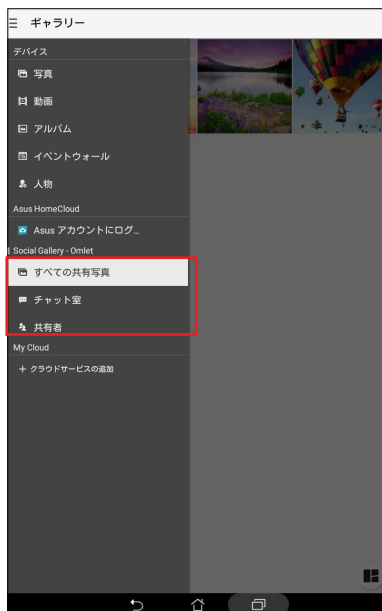 ギャラリー
デバイス
写真
動画
アルバム
イベントウォール
人物
Asus HomeCloud
Asus アカウントにログ...
Social Gallery - Omlet
すべての共有写真
チャット室
共有者
My Cloud
+ クラウドサービスの追加